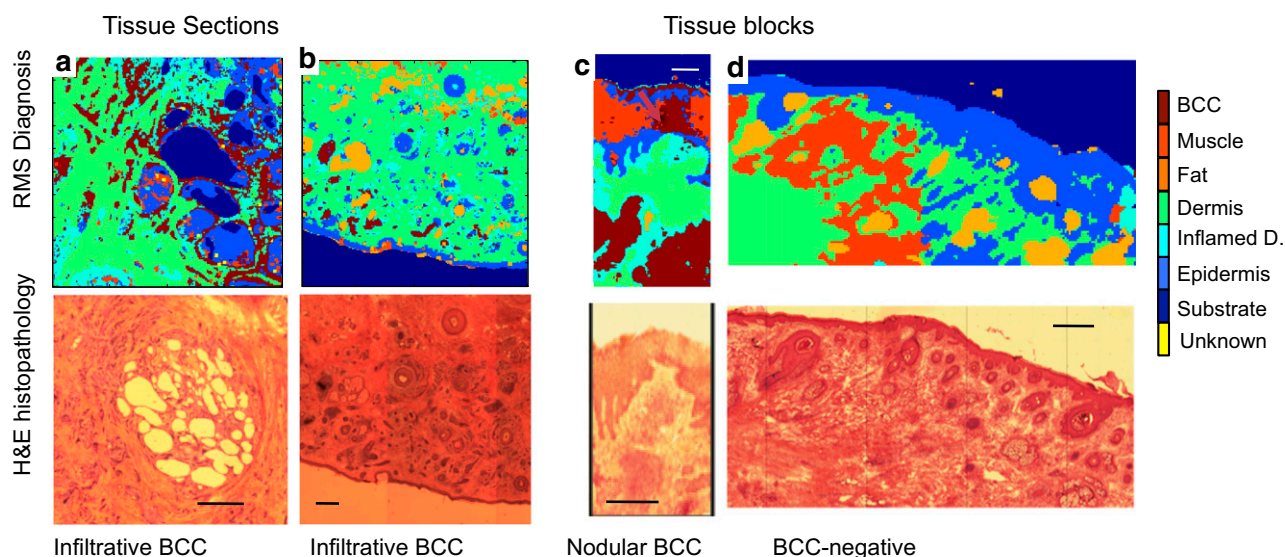 Tissue Sections
Tissue blocks
a
b
c
d
RMS Diagnosis
H&E histopathology
BCC
Muscle
Fat
Dermis
Inflamed D.
Epidermis
Substrate
Unknown
Infiltrative BCC
Infiltrative BCC
Nodular BCC
BCC-negative